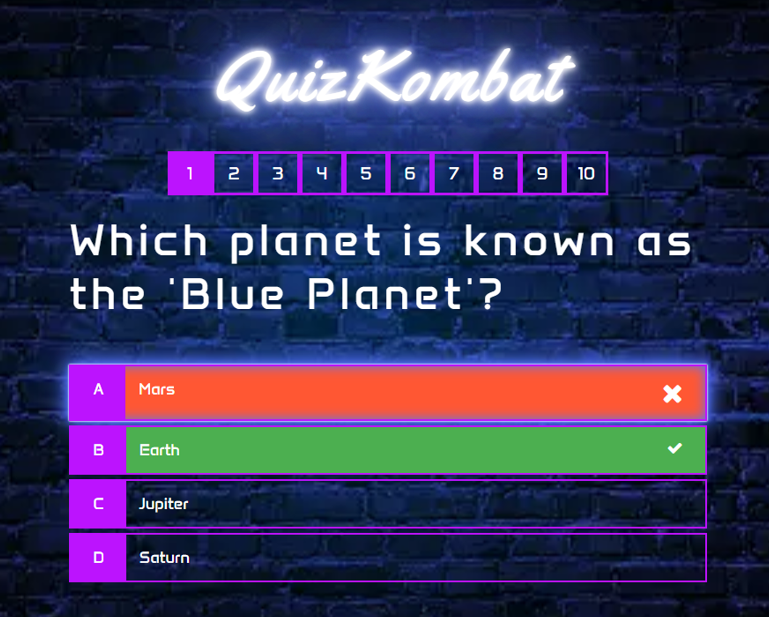 QuizKombat
1 2 3 4 5 6 7 8 9 10
Which planet is known as
the 'Blue Planet'?
A Mars
B Earth
C Jupiter
D Saturn